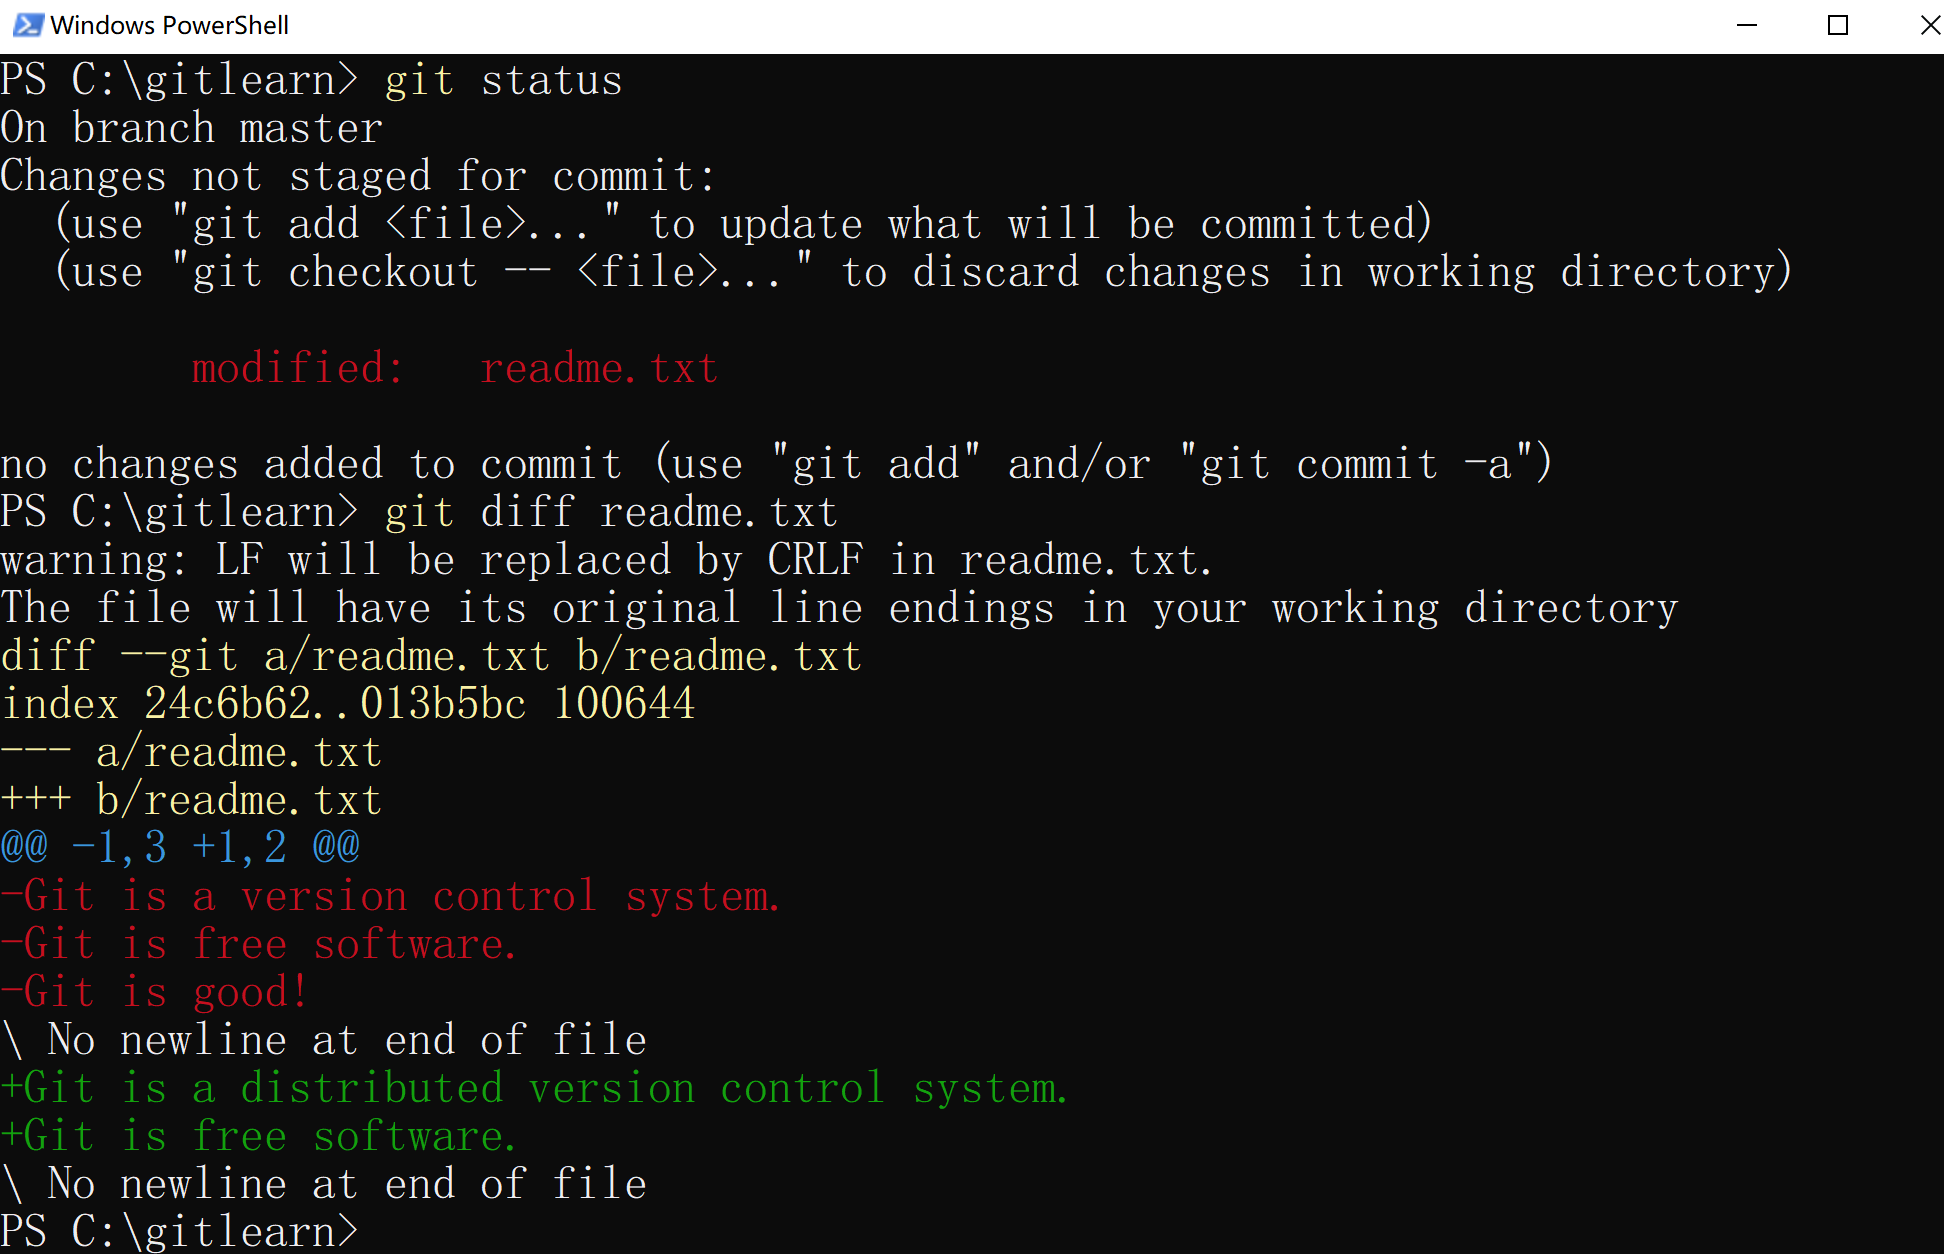 Windows PowerShell
PS C:\gitlearn> git status
On branch master
Changes not staged for commit:
  (use "git add <file>..." to update what will be committed)
  (use "git checkout -- <file>..." to discard changes in working directory)
        modified:   readme.txt
no changes added to commit (use "git add" and/or "git commit -a")
PS C:\gitlearn> git diff readme.txt
warning: LF will be replaced by CRLF in readme.txt.
The file will have its original line endings in your working directory
diff --git a/readme.txt b/readme.txt
index 24c6b62..013b5bc 100644
--- a/readme.txt
+++ b/readme.txt
@@ -1,3 +1,2 @@
-Git is a version control system.
-Git is free software.
-Git is good!
\ No newline at end of file
+Git is a distributed version control system.
+Git is free software.
\ No newline at end of file
PS C:\gitlearn>